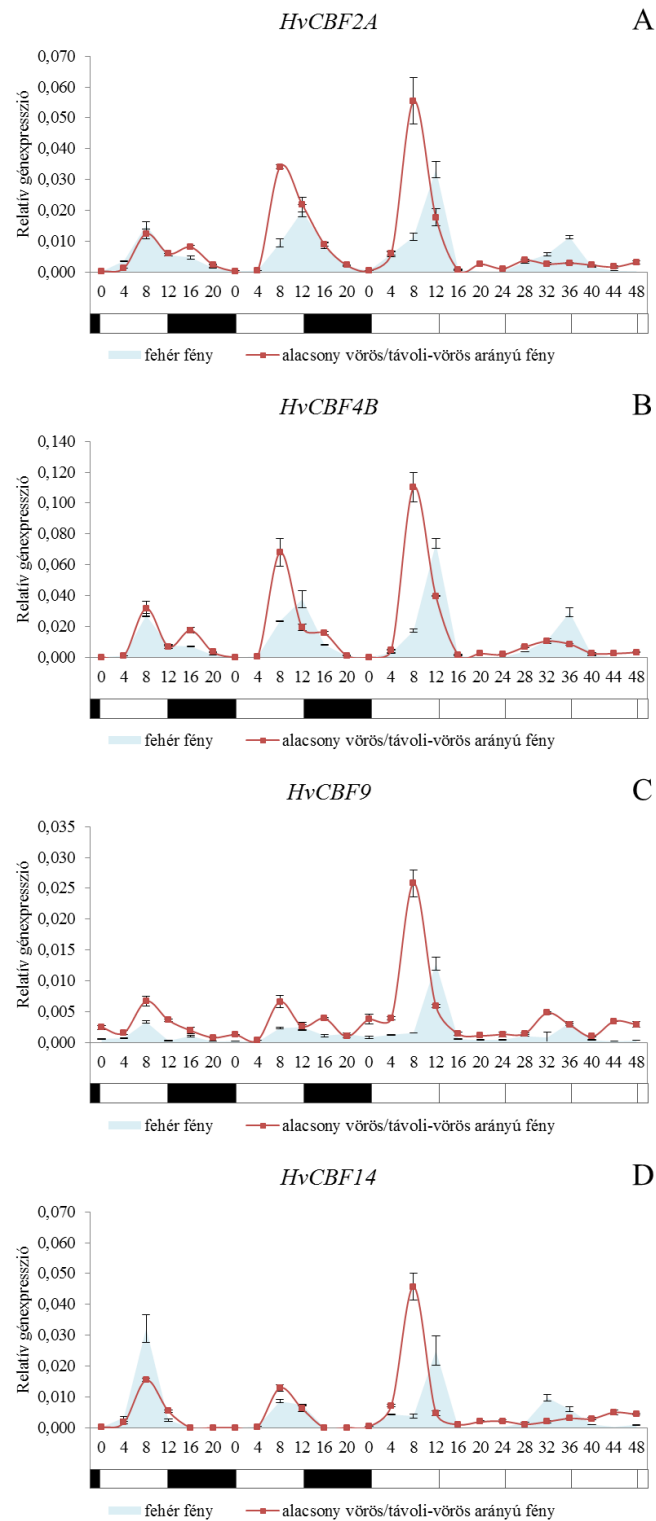 HvCBF2A
A
Relatív génexpresszió
0,070
0,060
0,050
0,040
0,030
0,020
0,010
0,000
0 4 8 12 16 20 0 4 8 12 16 20 0 4 8 12 16 20 24 28 32 36 40 44 48
fehér fény
alacsony vörös/távoli-vörös arányú fény
HvCBF4B
B
Relatív génexpresszió
0,140
0,120
0,100
0,080
0,060
0,040
0,020
0,000
0 4 8 12 16 20 0 4 8 12 16 20 0 4 8 12 16 20 24 28 32 36 40 44 48
fehér fény
alacsony vörös/távoli-vörös arányú fény
HvCBF9
C
Relatív génexpresszió
0,035
0,030
0,025
0,020
0,015
0,010
0,005
0,000
0 4 8 12 16 20 0 4 8 12 16 20 0 4 8 12 16 20 24 28 32 36 40 44 48
fehér fény
alacsony vörös/távoli-vörös arányú fény
HvCBF14
D
Relatív génexpresszió
0,070
0,060
0,050
0,040
0,030
0,020
0,010
0,000
0 4 8 12 16 20 0 4 8 12 16 20 0 4 8 12 16 20 24 28 32 36 40 44 48
fehér fény
alacsony vörös/távoli-vörös arányú fény